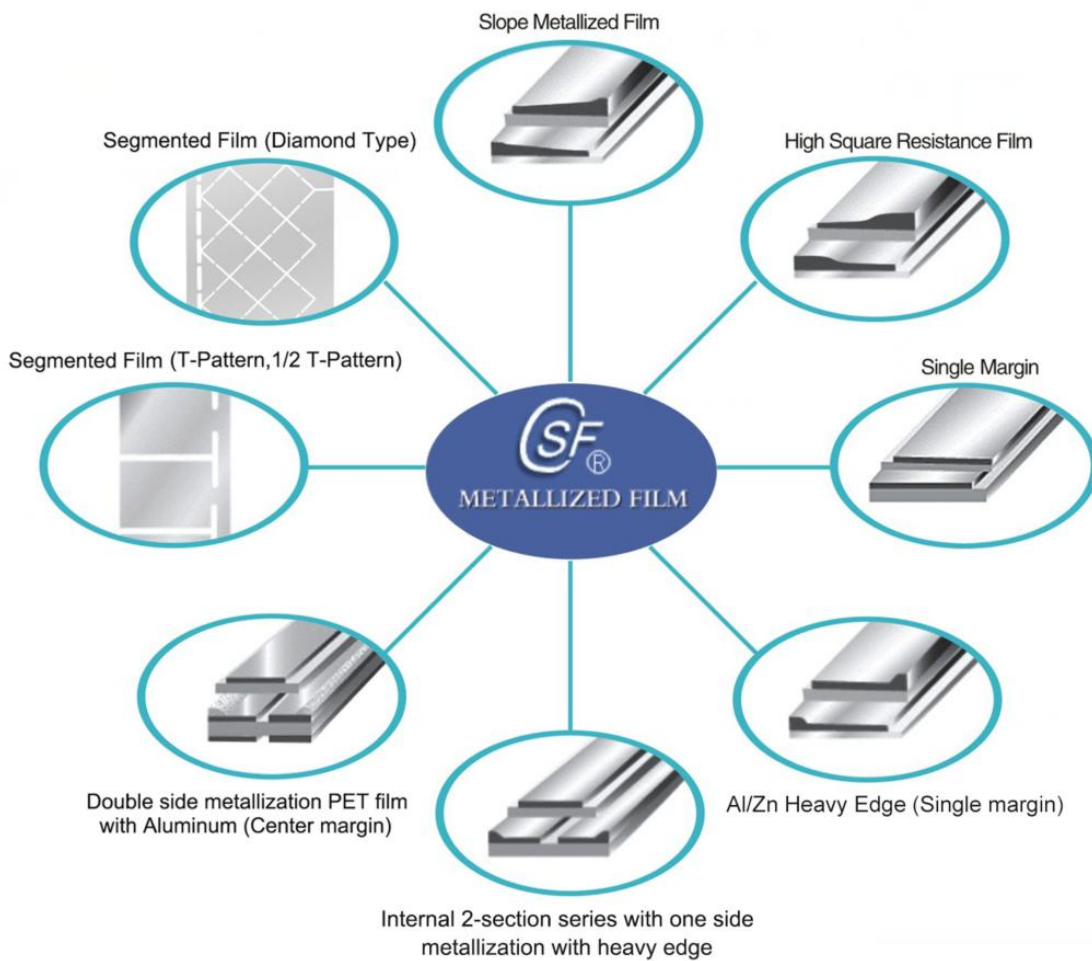 Slope Metallized Film
Segmented Film (Diamond Type)
High Square Resistance Film
Segmented Film (T-Pattern,1/2 T-Pattern)
Single Margin
CSF®
METALLIZED FILM
Double side metallization PET film
with Aluminum (Center margin)
Al/Zn Heavy Edge (Single margin)
Internal 2-section series with one side
metallization with heavy edge